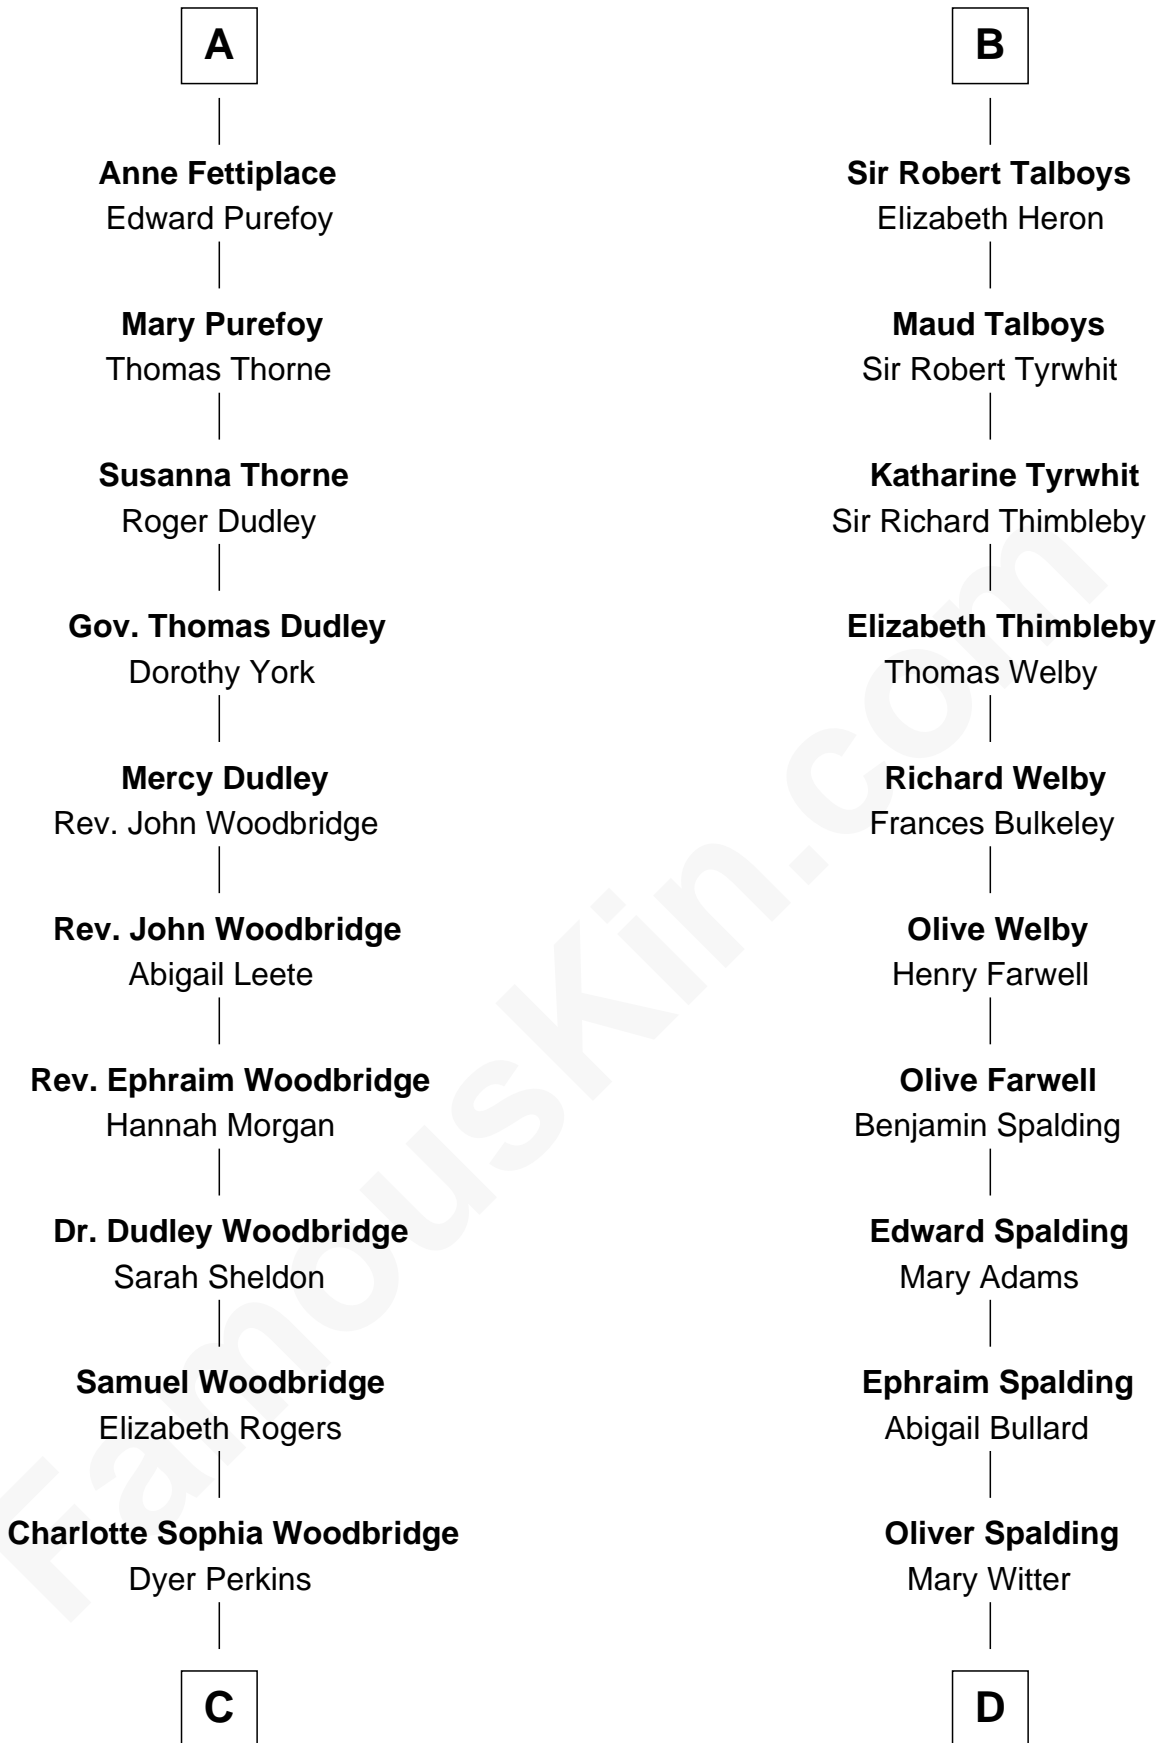 A
Anne Fettiplace
Edward Purefoy
Mary Purefoy
Thomas Thorne
Susanna Thorne
Roger Dudley
Gov. Thomas Dudley
Dorothy York
Mercy Dudley
Rev. John Woodbridge
Rev. John Woodbridge
Abigail Leete
Rev. Ephraim Woodbridge
Hannah Morgan
Dr. Dudley Woodbridge
Sarah Sheldon
Samuel Woodbridge
Elizabeth Rogers
Charlotte Sophia Woodbridge
Dyer Perkins
C
B
Sir Robert Talboys
Elizabeth Heron
Maud Talboys
Sir Robert Tyrwhit
Katharine Tyrwhit
Sir Richard Thimbleby
Elizabeth Thimbleby
Thomas Welby
Richard Welby
Frances Bulkeley
Olive Welby
Henry Farwell
Olive Farwell
Benjamin Spalding
Edward Spalding
Mary Adams
Ephraim Spalding
Abigail Bullard
Oliver Spalding
Mary Witter
D
FamousKin.com